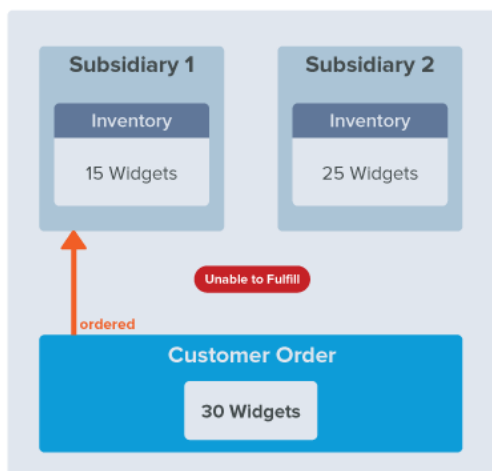 Subsidiary 1
Inventory
15 Widgets
Subsidiary 2
Inventory
25 Widgets
Unable to Fulfill
ordered
Customer Order
30 Widgets